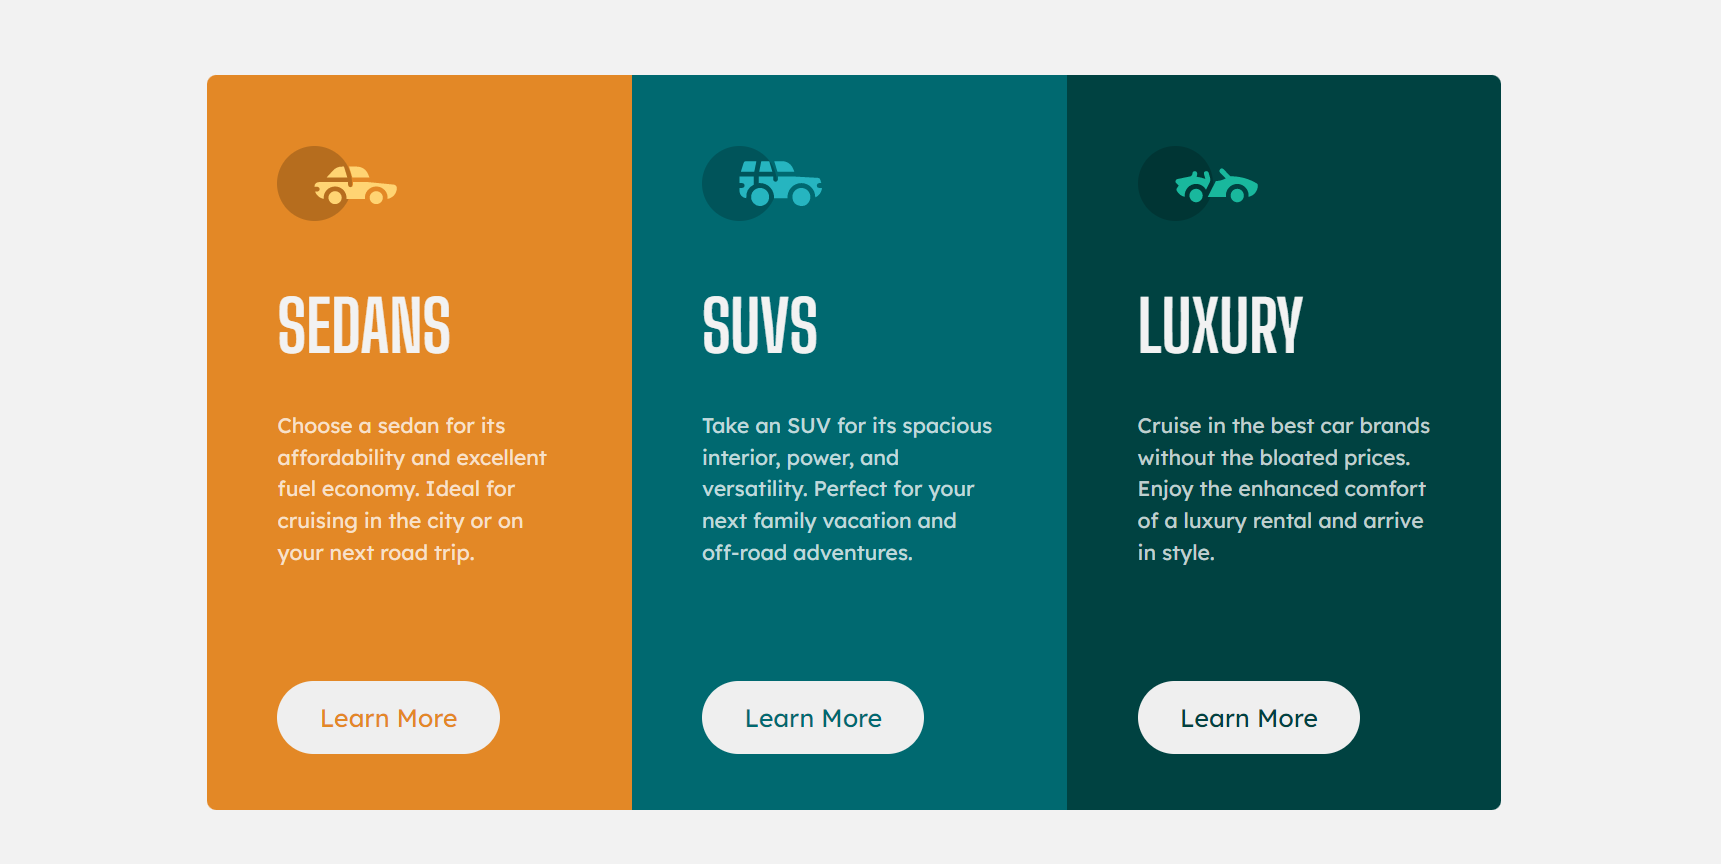 SEDANS
Choose a sedan for its
affordability and excellent
fuel economy. Ideal for
cruising in the city or on
your next road trip.
Learn More
SUVS
Take an SUV for its spacious
interior, power, and
versatility. Perfect for your
next family vacation and
off-road adventures.
Learn More
LUXURY
Cruise in the best car brands
without the bloated prices.
Enjoy the enhanced comfort
of a luxury rental and arrive
in style.
Learn More